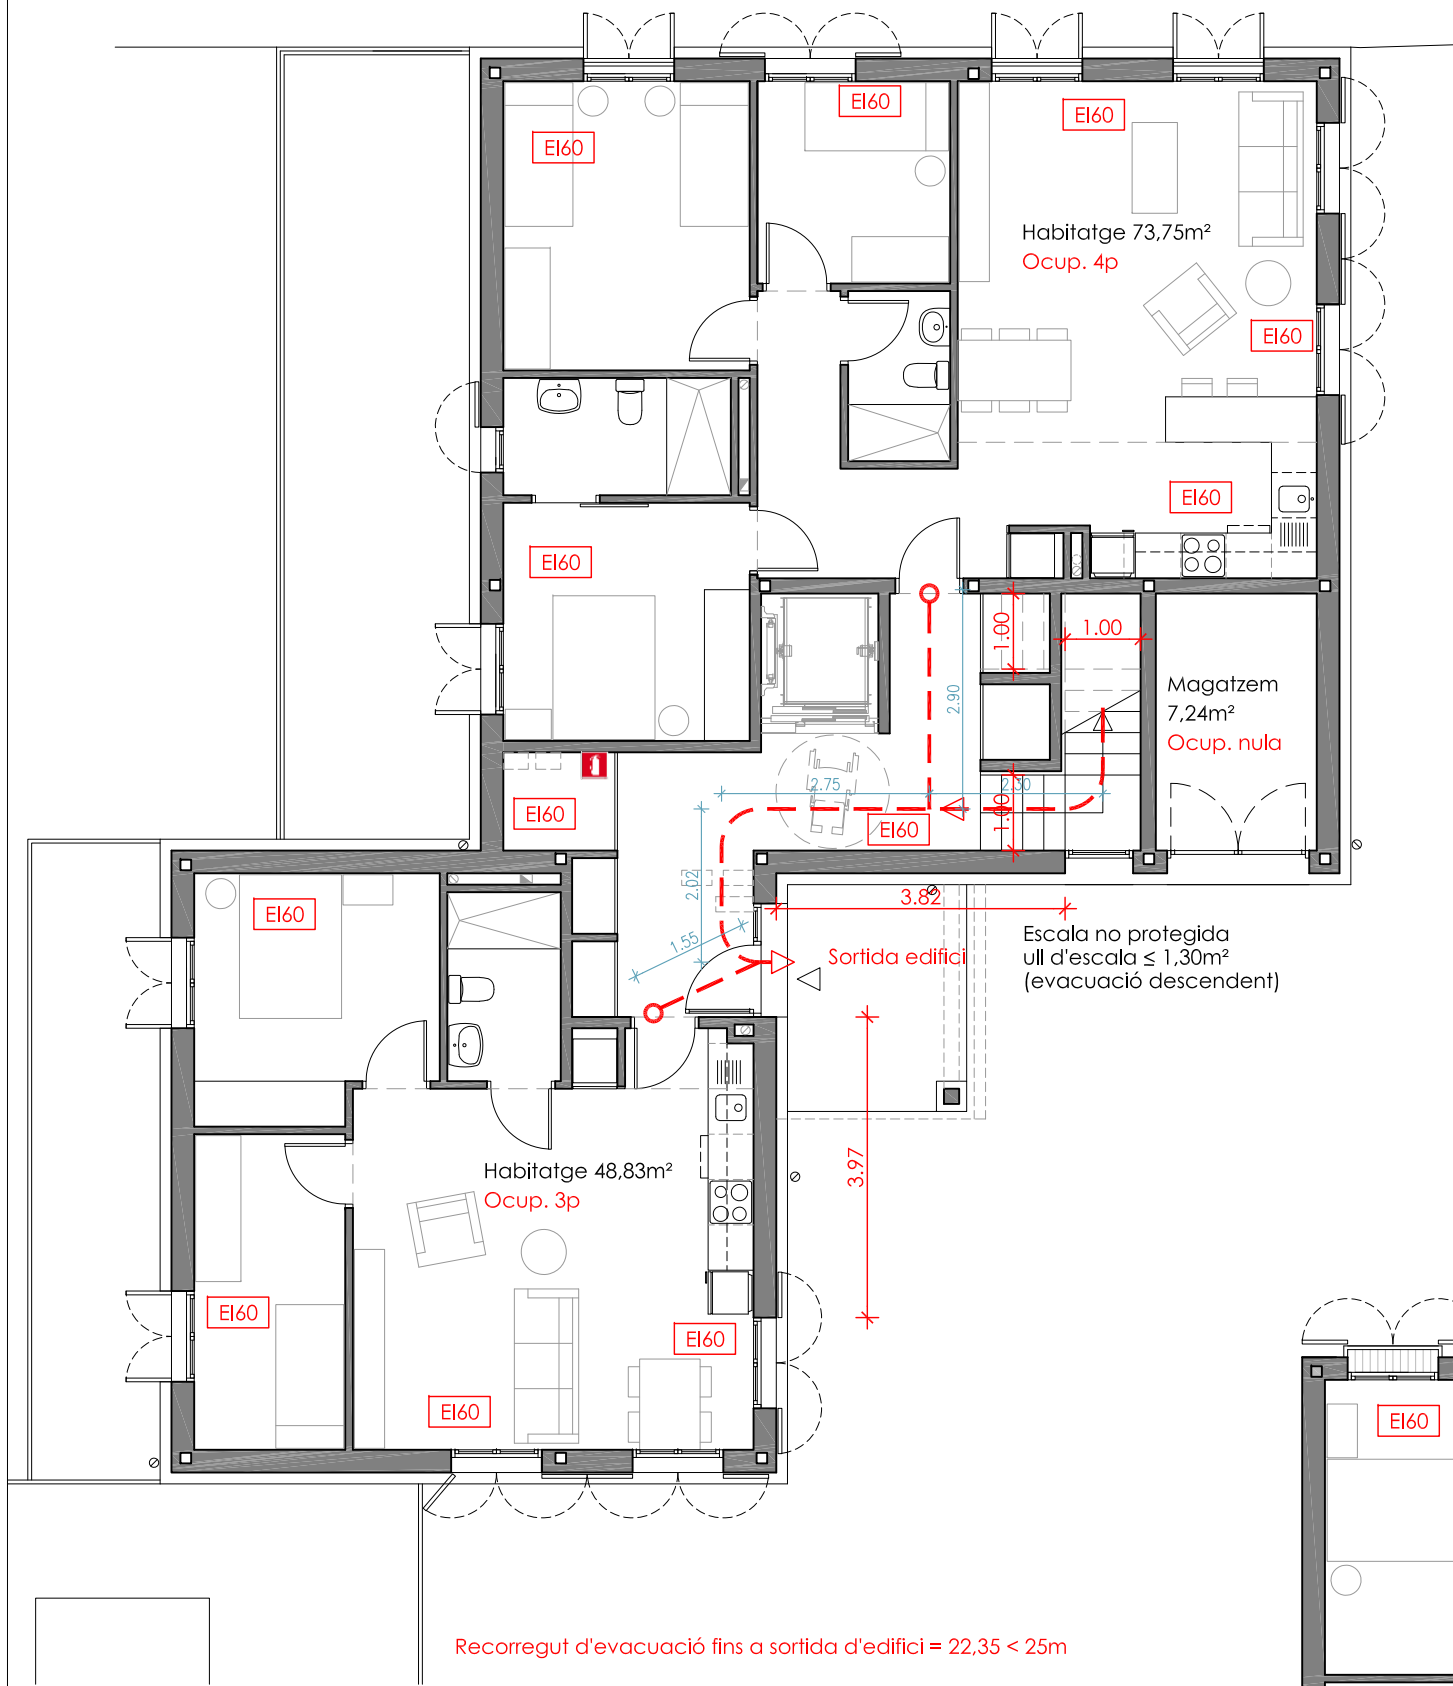 EI60
EI60
EI60
Habitatge 73,75m²
Ocup. 4p
EI60
EI60
EI60
1.00
1.00
2.90
Magatzem
7,24m²
Ocup. nula
2.75
2.30
EI60
1.00
EI60
2.02
3.82
EI60
1.55
Sortida edifici
Escala no protegida
ull d'escala ≤ 1,30m²
(evacuació descendent)
3.97
Habitatge 48,83m²
Ocup. 3p
EI60
EI60
EI60
EI60
Recorregut d'evacuació fins a sortida d'edifici = 22,35 < 25m